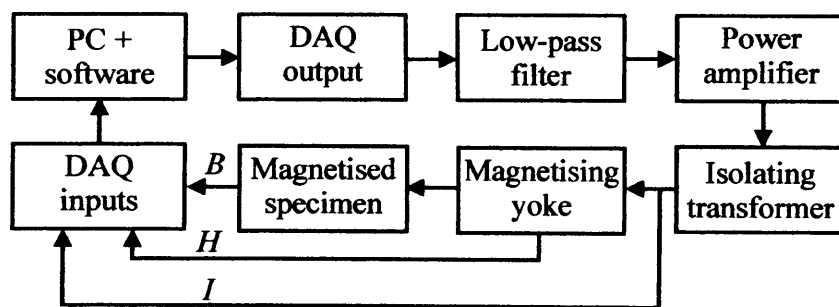 PC +
software
DAQ
output
Low-pass
filter
Power
amplifier
DAQ
inputs
B
Magnetised
specimen
Magnetising
yoke
Isolating
transformer
H
I